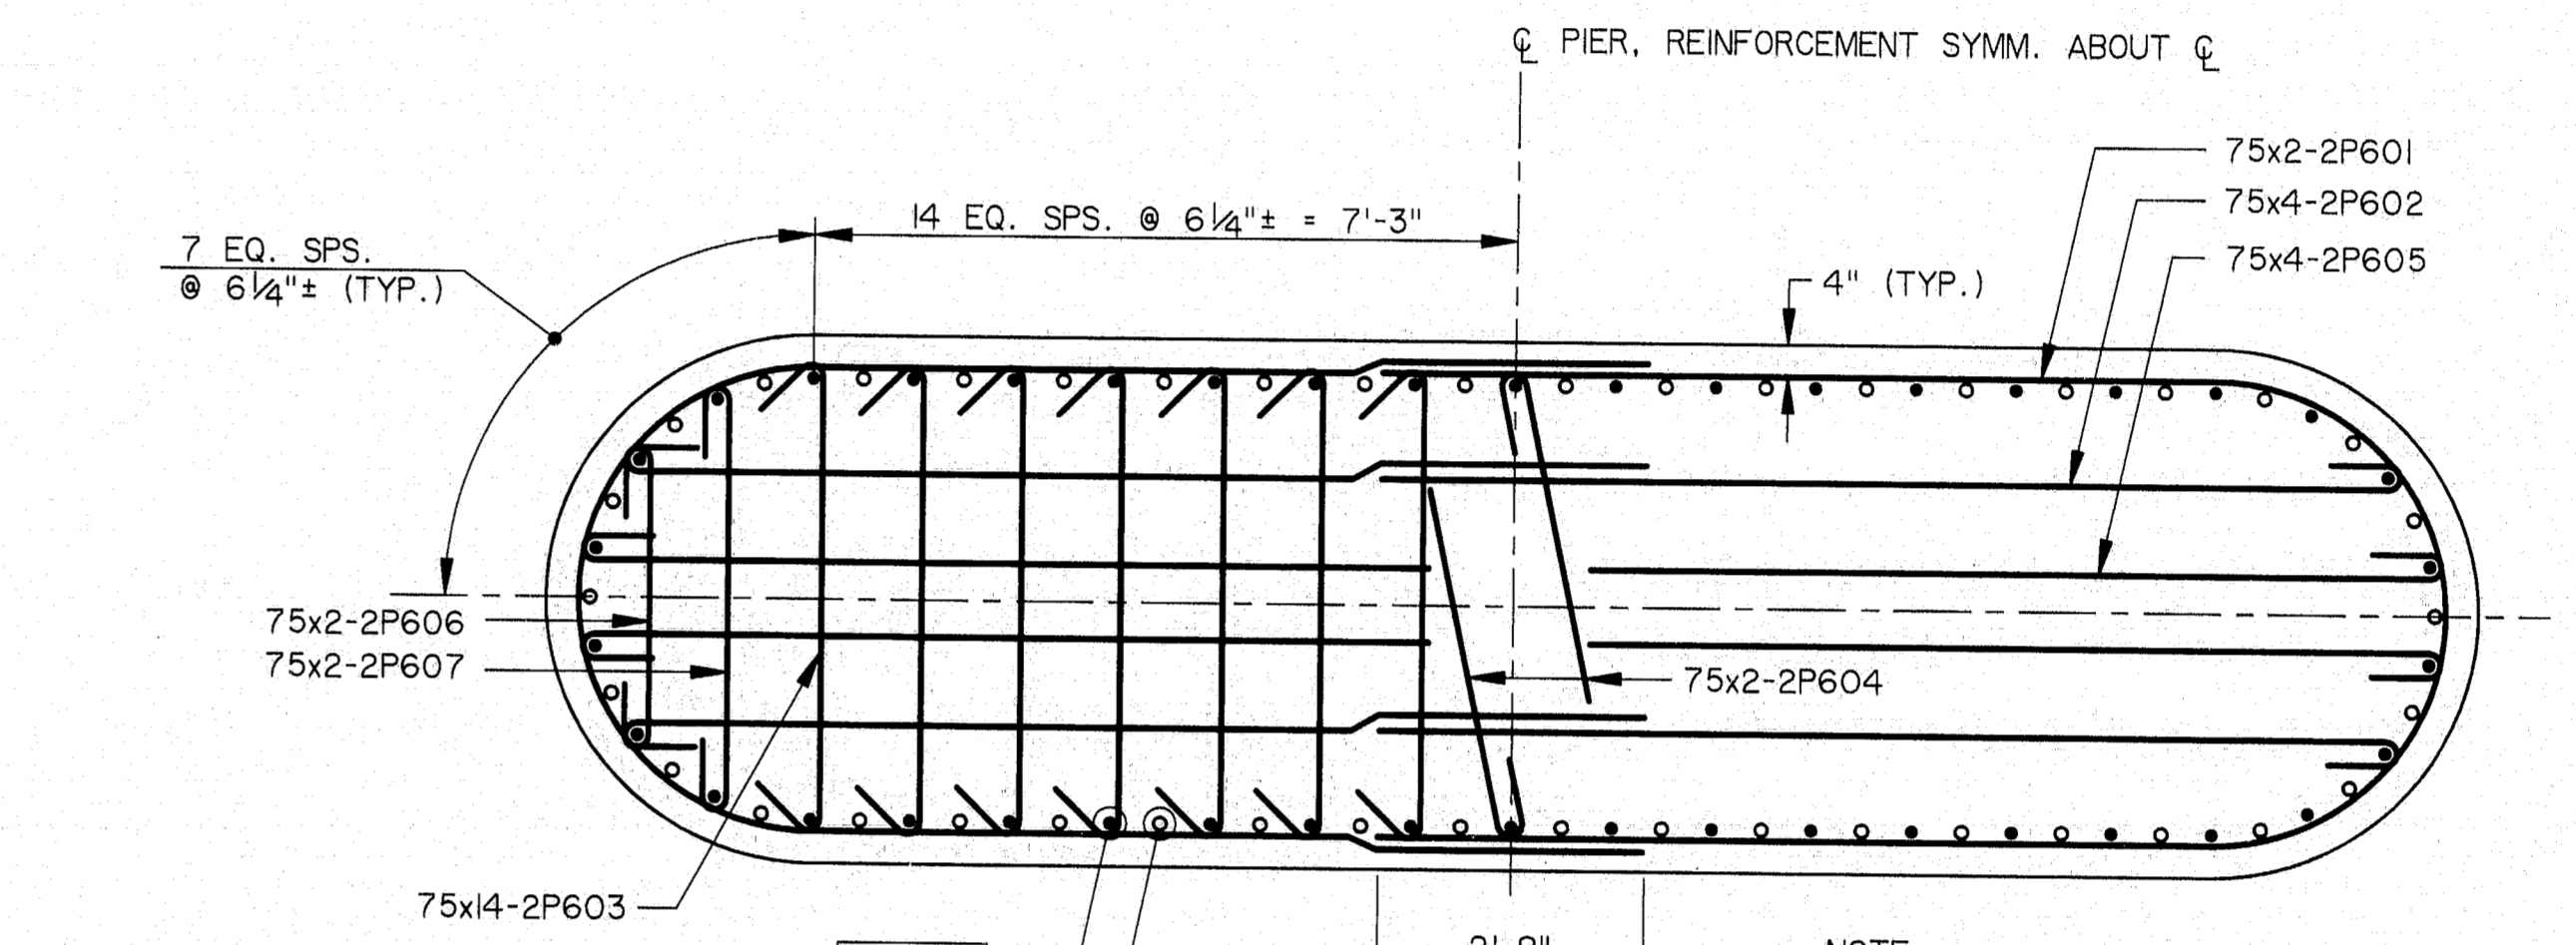 ℄ PIER, REINFORCEMENT SYMM. ABOUT ℄
75x2-2P601
75x4-2P602
75x4-2P605
14 EQ. SPS. @ 6¼"± = 7'-3"
7 EQ. SPS.
@ 6¼"± (TYP.)
4" (TYP.)
75x2-2P606
75x2-2P607
75x2-2P604
75x14-2P603
NOTE